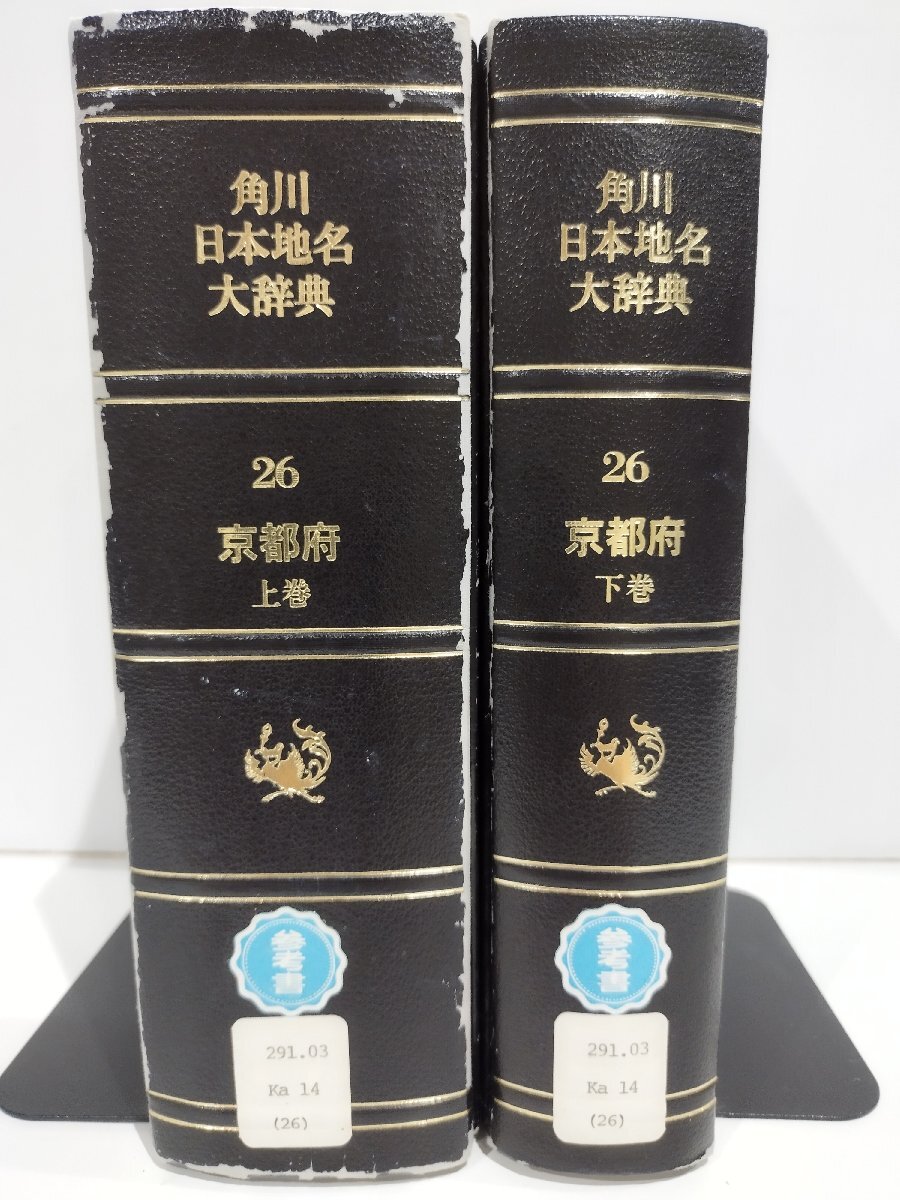 角川
日本地名
大辞典
26
京都府
上巻
参考書
291.03
Ka 14
(26)
角川
日本地名
大辞典
26
京都府
下巻
参考書
291.03
Ka 14
(26)